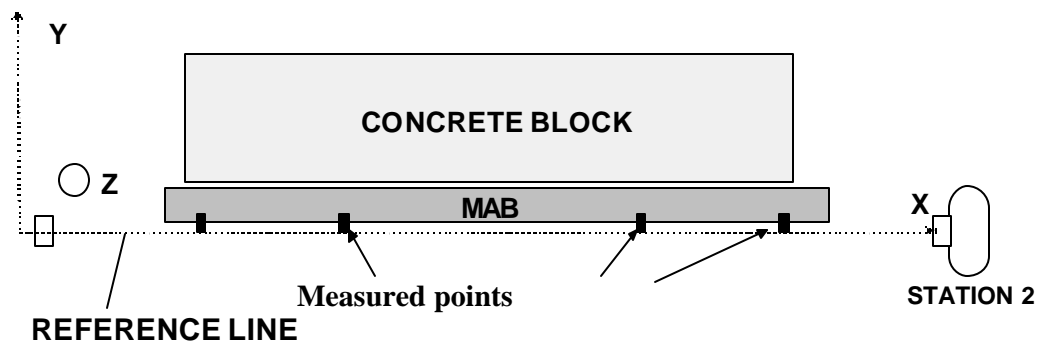 Y
CONCRETE BLOCK
Z
MAB
X
Measured points
STATION 2
REFERENCE LINE